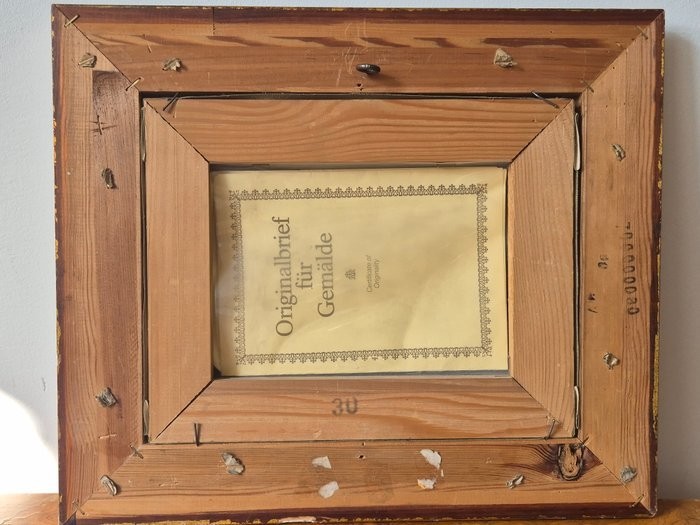 Originalbrief
für
Gemälde
Certificate of
Originality
30